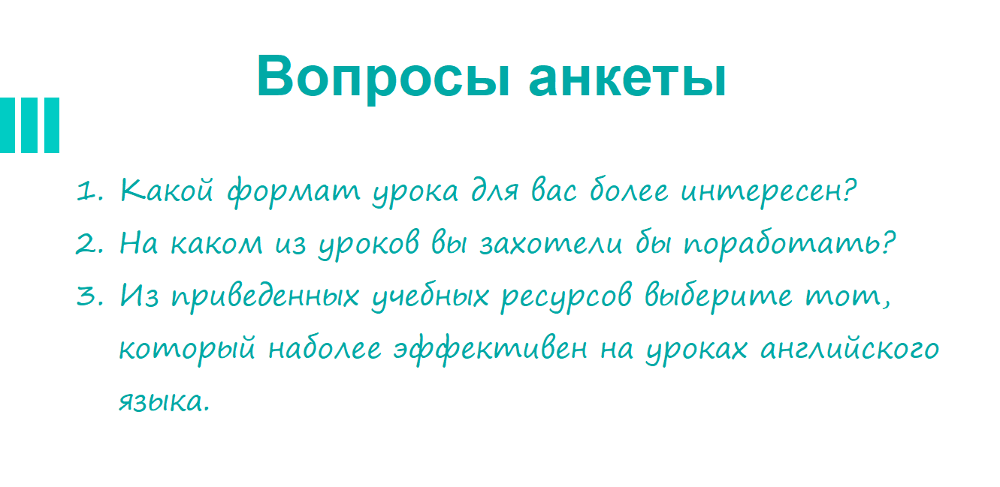 Вопросы анкеты
1. Какой формат урока для вас более интересен?
2. На каком из уроков вы захотели бы поработать?
3. Из приведенных учебных ресурсов выберите тот,
который наболее эффективен на уроках английского
языка.